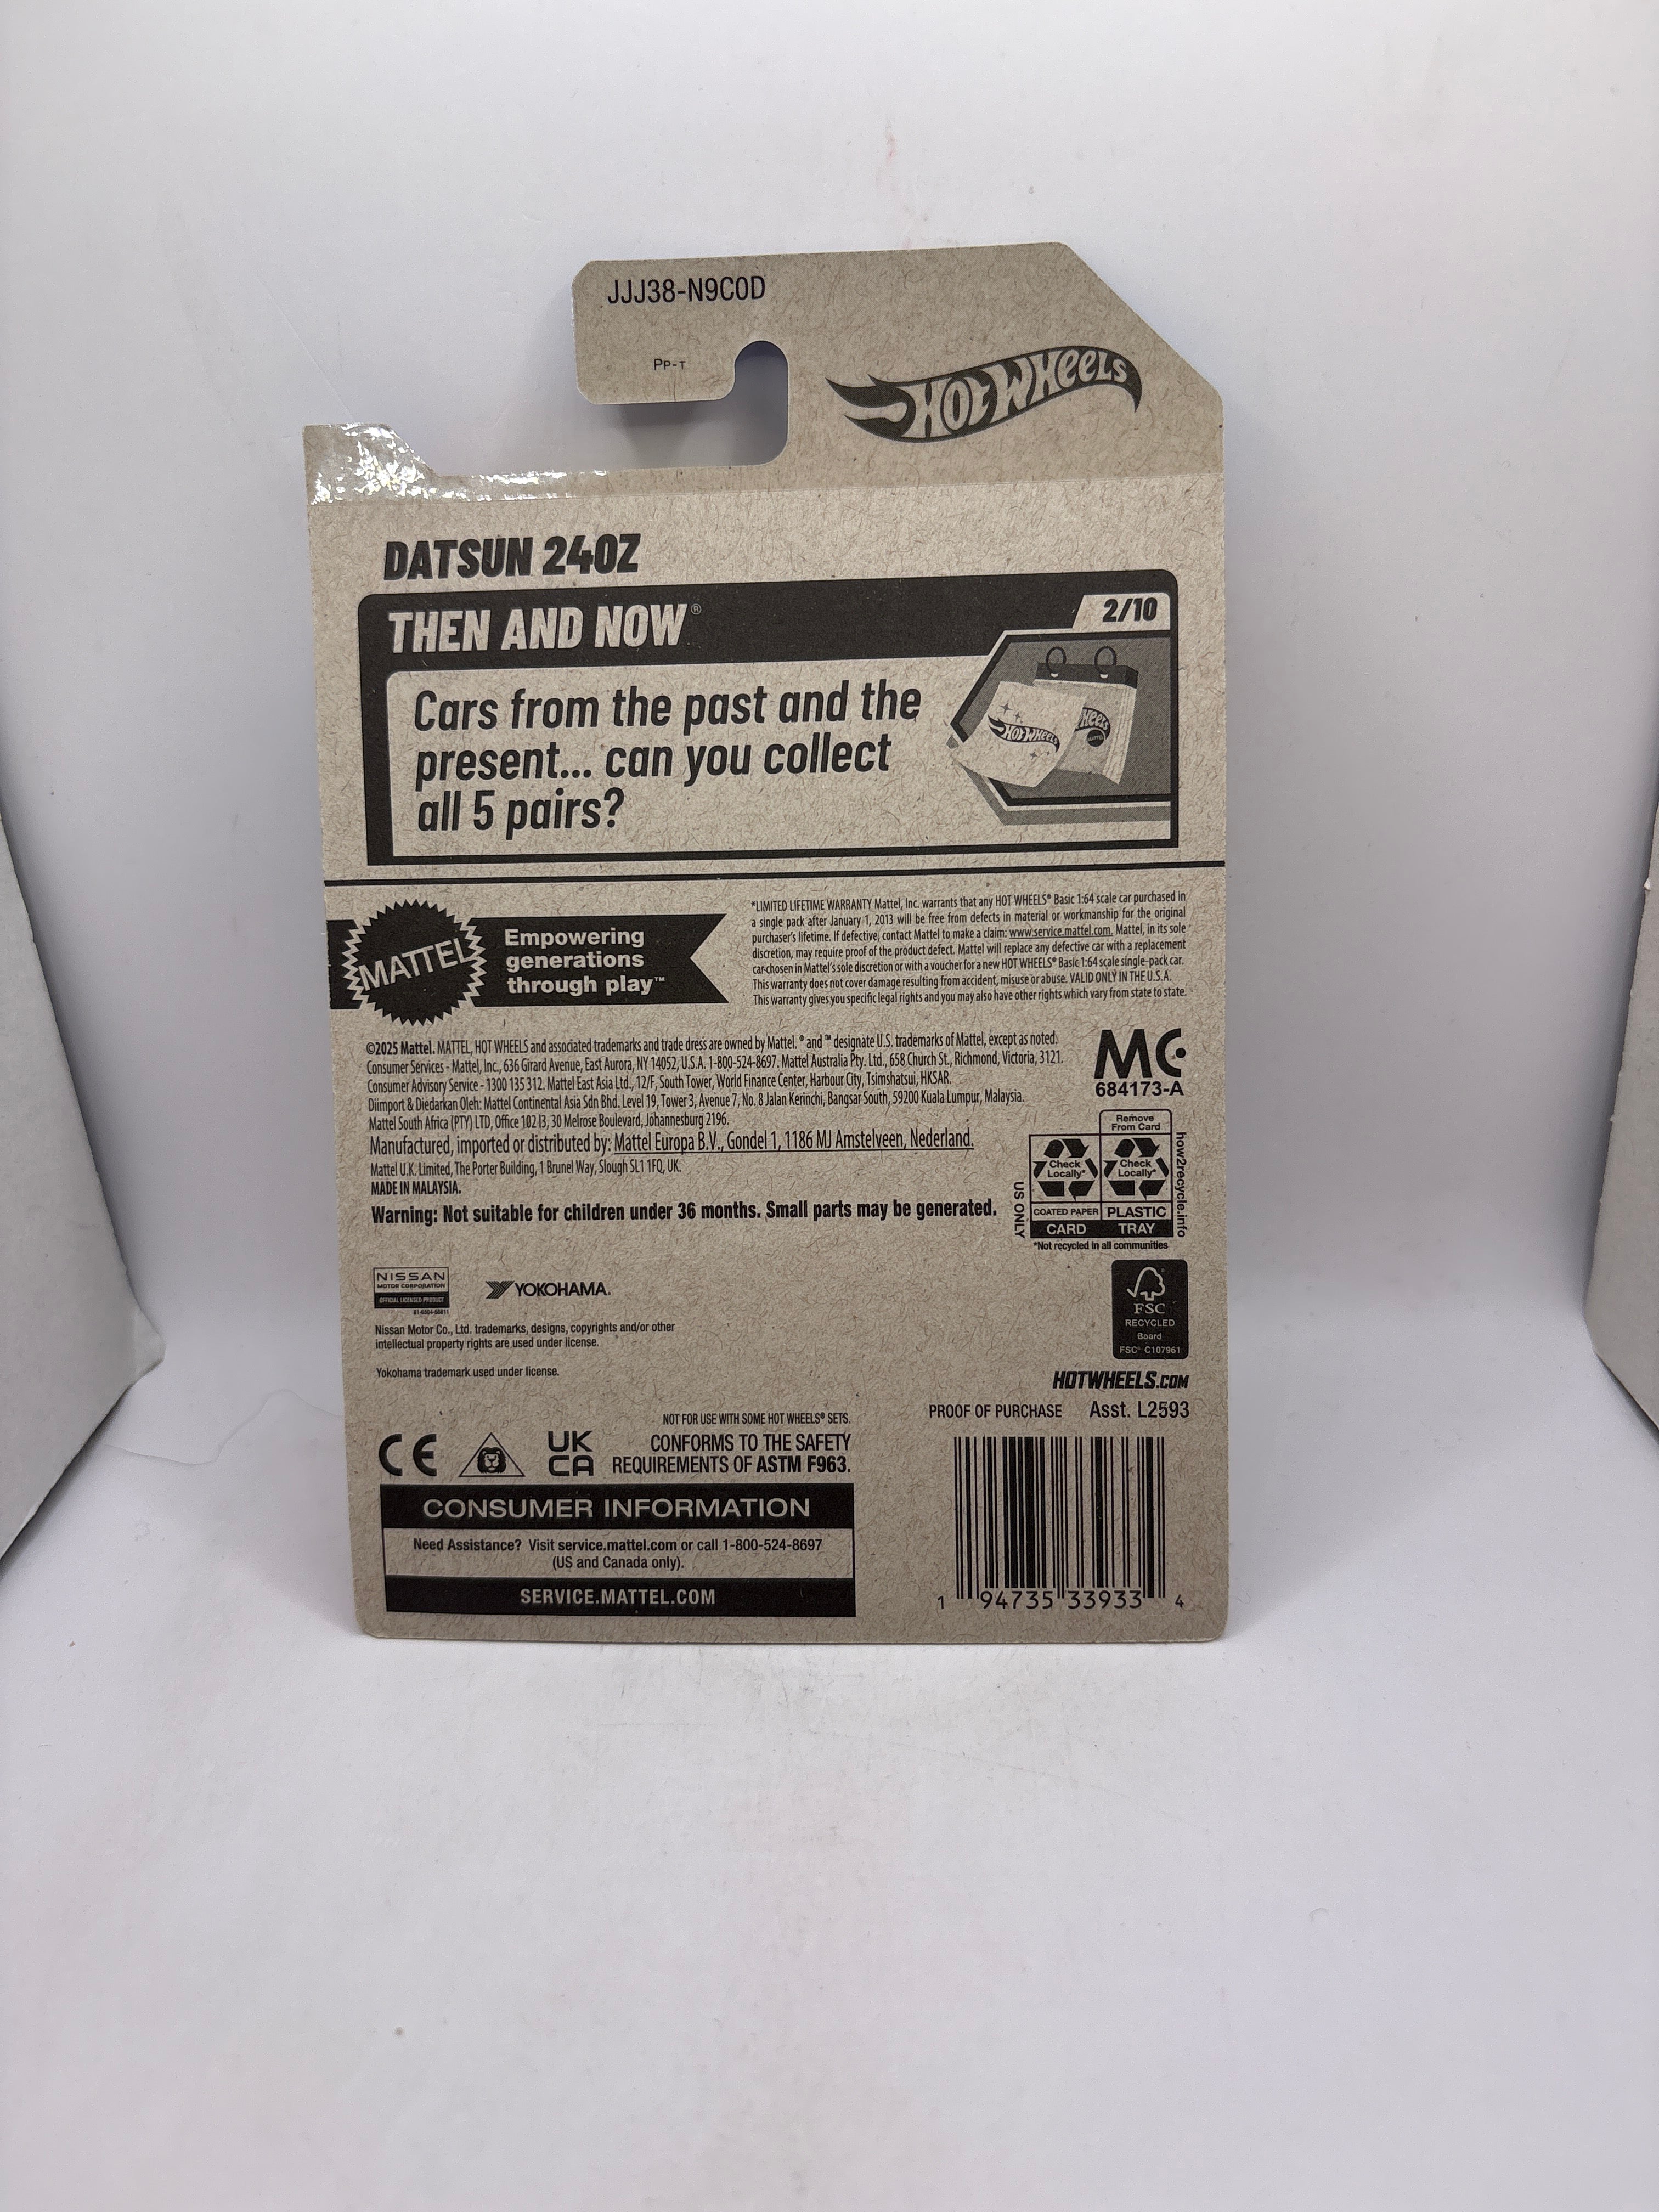 JJJ38-N9C0D
Pp-T
HOT WHEELS
DATSUN 240Z
THEN AND NOW®
2/10
Cars from the past and the
present... can you collect
all 5 pairs?
HOT WHEELS
WHEELS
MATTEL
MATTEL
Empowering
generations
through play™
*LIMITED LIFETIME WARRANTY Mattel, Inc. warrants that any HOT WHEELS® Basic 1:64 scale car purchased in
a single pack after January 1, 2013 will be free from defects in material or workmanship for the original
purchaser's lifetime. If defective, contact Mattel to make a claim: www.service.mattel.com. Mattel, in its sole
discretion, may require proof of the product defect. Mattel will replace any defective car with a replacement
car chosen in Mattel's sole discretion or with a voucher for a new HOT WHEELS® Basic 1:64 scale single-pack car.
This warranty does not cover damage resulting from accident, misuse or abuse. VALID ONLY IN THE U.S.A.
This warranty gives you specific legal rights and you may also have other rights which vary from state to state.
©2025 Mattel. MATTEL, HOT WHEELS and associated trademarks and trade dress are owned by Mattel. ® and ™ designate U.S. trademarks of Mattel, except as noted.
Consumer Services - Mattel, Inc., 636 Girard Avenue, East Aurora, NY 14052, U.S.A. 1-800-524-8697. Mattel Australia Pty. Ltd., 658 Church St., Richmond, Victoria, 3121.
Consumer Advisory Service - 1300 135 312. Mattel East Asia Ltd., 12/F, South Tower, World Finance Center, Harbour City, Tsimshatsui, HKSAR.
Diimport & Diedarkan Oleh: Mattel Continental Asia Sdn Bhd. Level 19, Tower 3, Avenue 7, No. 8 Jalan Kerinchi, Bangsar South, 59200 Kuala Lumpur, Malaysia.
Mattel South Africa (PTY) LTD, Office 102 I3, 30 Melrose Boulevard, Johannesburg 2196.
Manufactured, imported or distributed by: Mattel Europa B.V., Gondel 1, 1186 MJ Amstelveen, Nederland.
Mattel U.K. Limited, The Porter Building, 1 Brunel Way, Slough SL1 1FQ, UK.
MADE IN MALAYSIA.
Warning: Not suitable for children under 36 months. Small parts may be generated.
MC
684173-A
Remove
From Card
Check
Locally*
Check
Locally*
COATED PAPER
PLASTIC
CARD
TRAY
US ONLY
how2recycle.info
*Not recycled in all communities
NISSAN
MOTOR CORPORATION
OFFICIAL LICENSED PRODUCT
YOKOHAMA.
Nissan Motor Co., Ltd. trademarks, designs, copyrights and/or other
intellectual property rights are used under license.
Yokohama trademark used under license.
FSC
RECYCLED
Board
FSC® C107961
HOTWHEELS.COM
PROOF OF PURCHASE
Asst. L2593
NOT FOR USE WITH SOME HOT WHEELS® SETS.
CE
UK
CA
CONFORMS TO THE SAFETY
REQUIREMENTS OF ASTM F963.
CONSUMER INFORMATION
Need Assistance? Visit service.mattel.com or call 1-800-524-8697
(US and Canada only).
SERVICE.MATTEL.COM
1 94735 33933 4